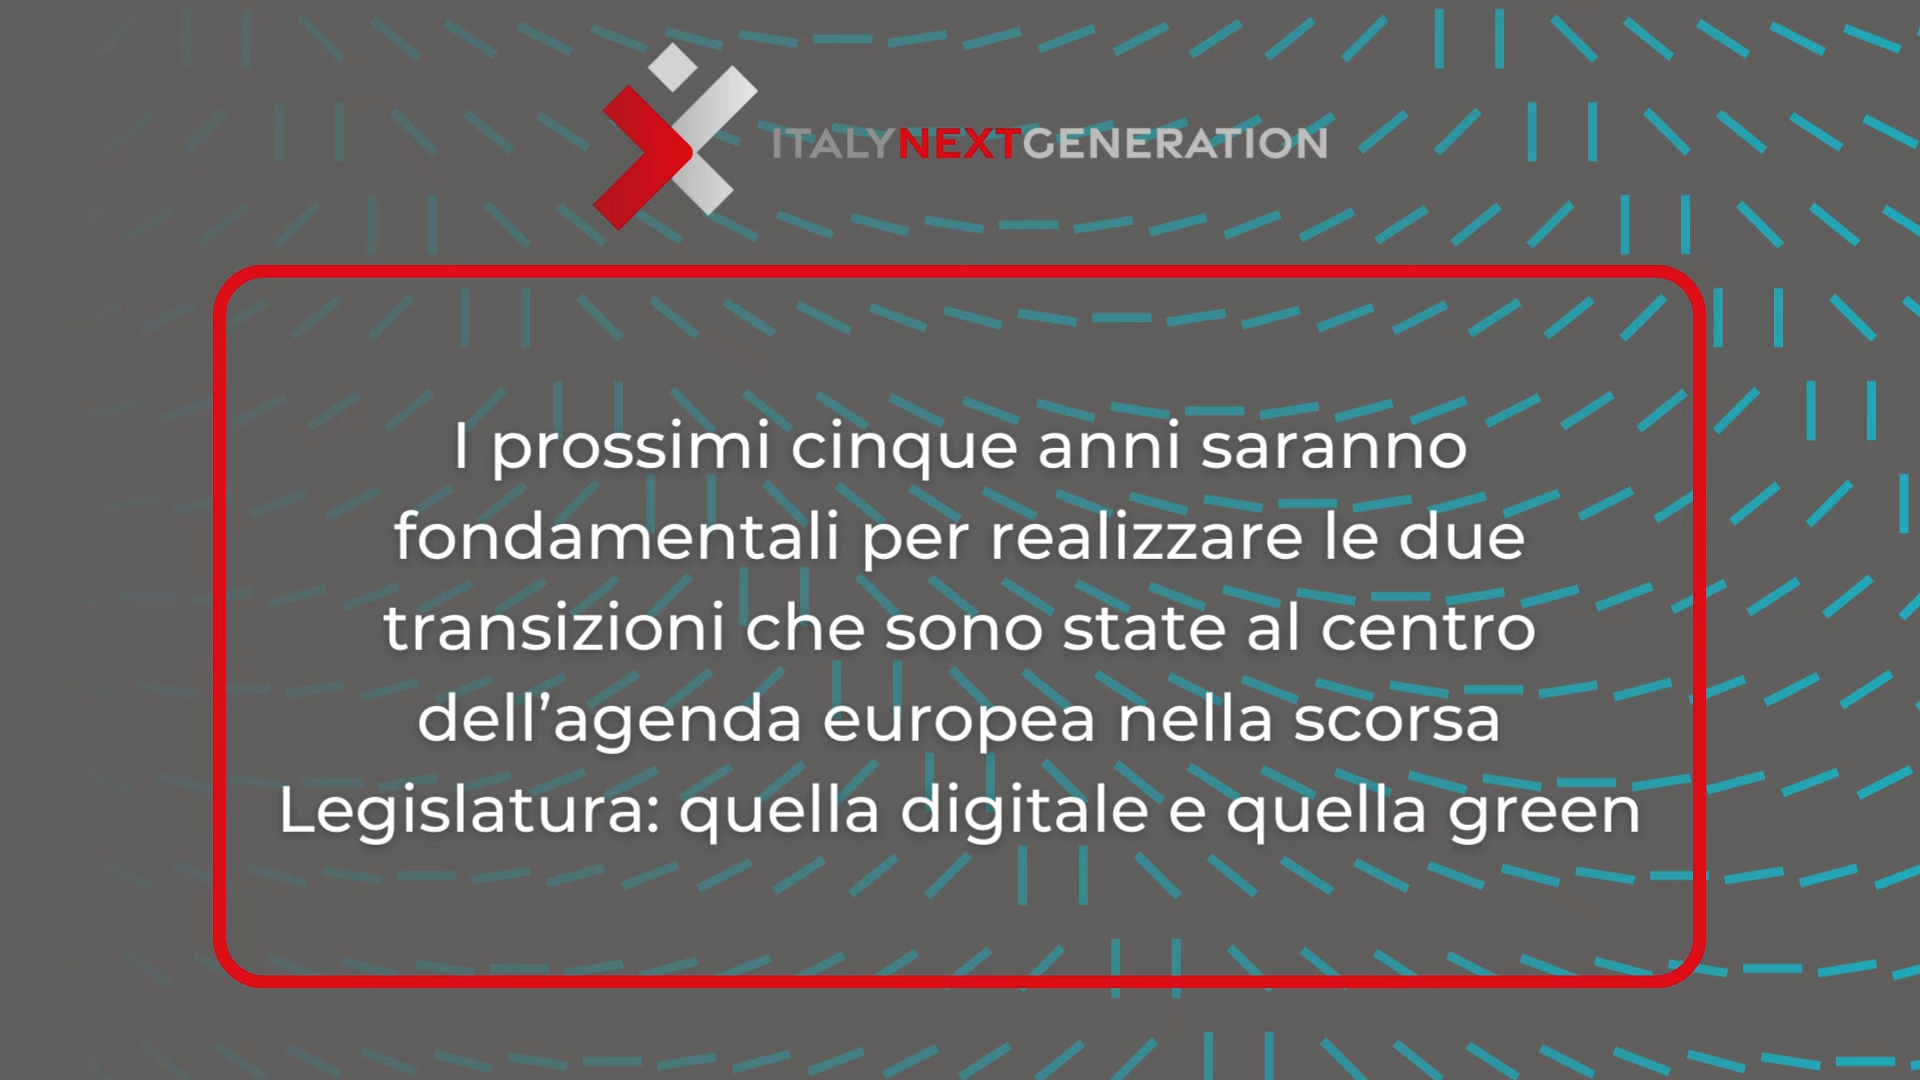 ITALYNEXTGENERATION
I prossimi cinque anni saranno
fondamentali per realizzare le due
transizioni che sono state al centro
dell’agenda europea nella scorsa
Legislatura: quella digitale e quella green